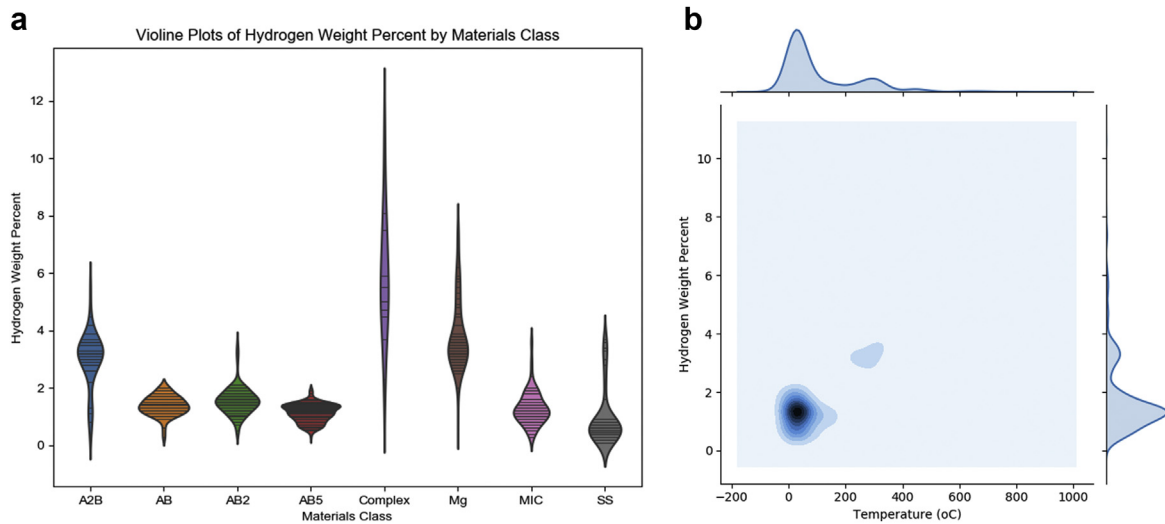 a
Violine Plots of Hydrogen Weight Percent by Materials Class
12
10
8
6
4
2
0
Hydrogen Weight Percent
A2B AB AB2 AB5 Complex Mg MIC SS
Materials Class
b
10
8
6
4
2
0
Hydrogen Weight Percent
−200 0 200 400 600 800 1000
Temperature (oC)